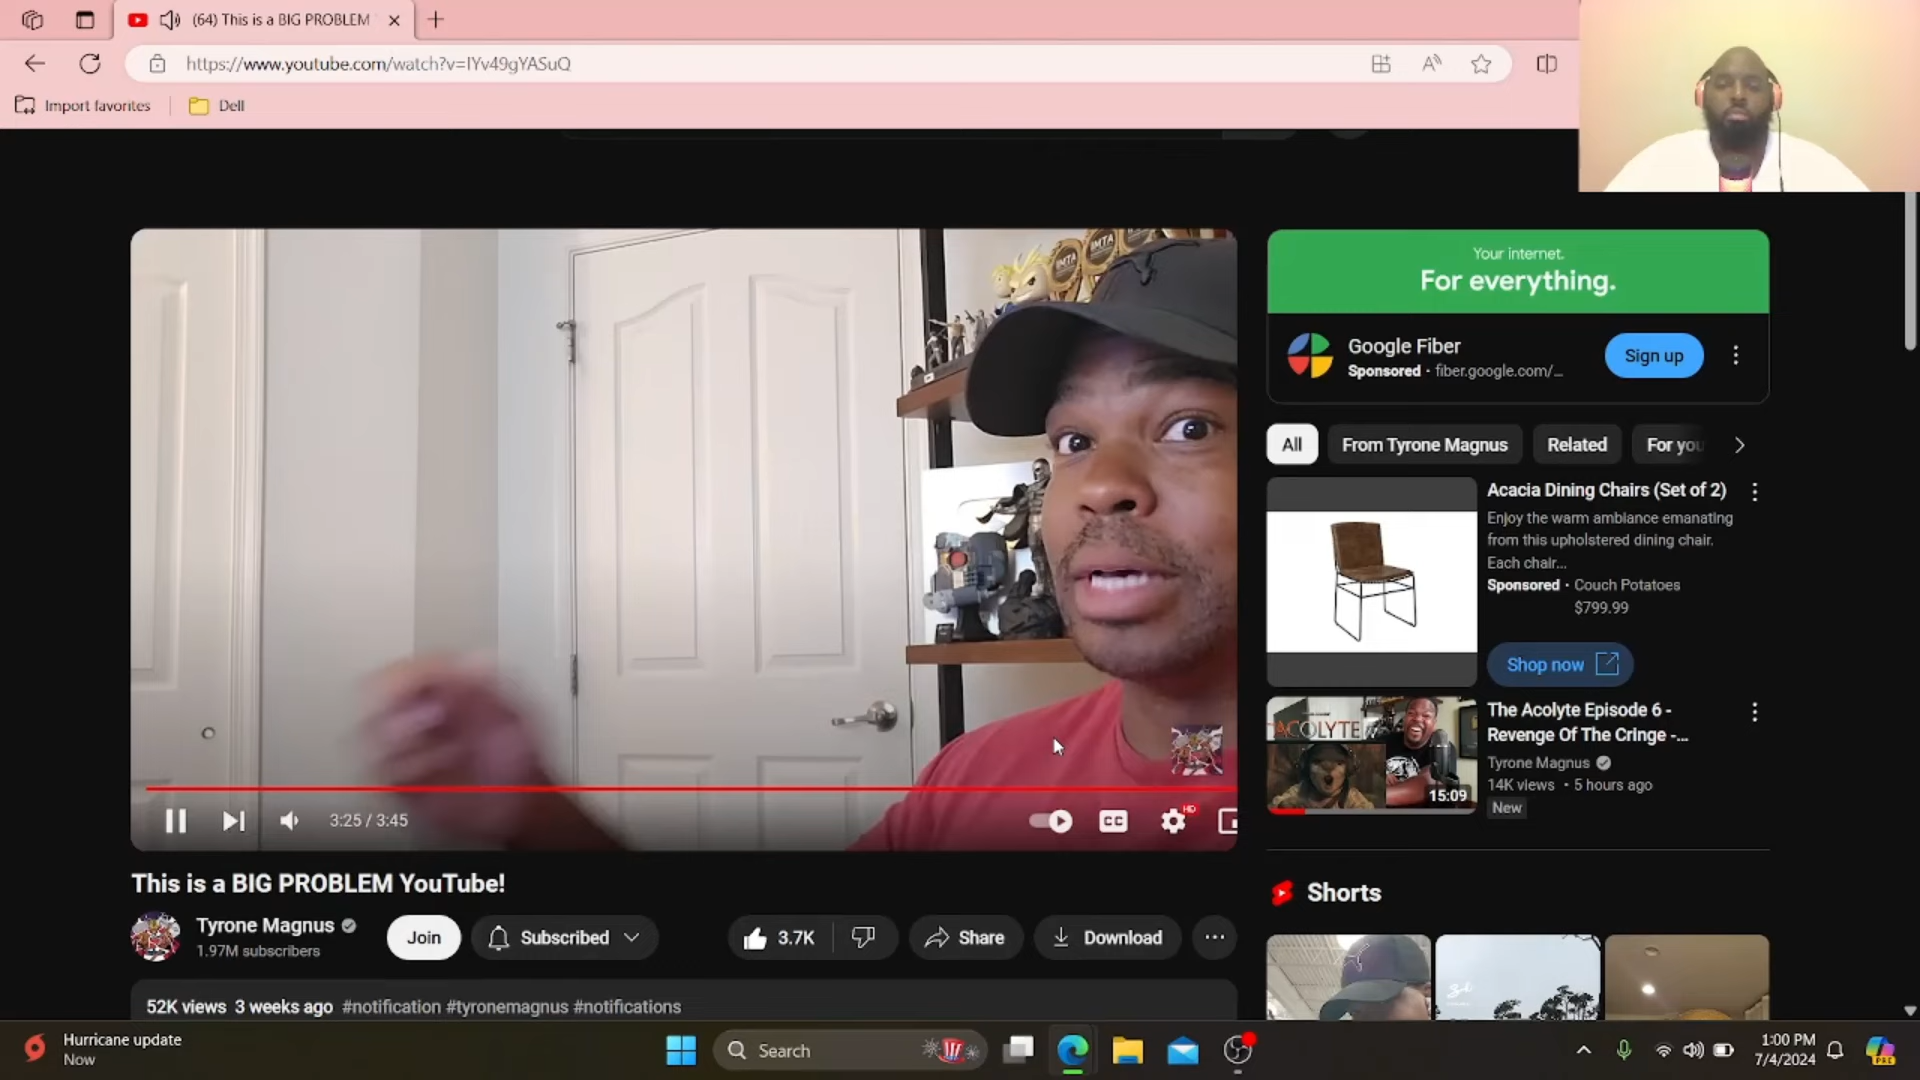 (64) This is a BIG PROBLEM
https://www.youtube.com/watch?v=IYv49gYASuQ
Import favorites
Dell
IMTA
IMTA
3:25 / 3:45
CC
HD
This is a BIG PROBLEM YouTube!
Tyrone Magnus
1.97M subscribers
Join
Subscribed
3.7K
Share
Download
52K views 3 weeks ago #notification #tyronemagnus #notifications
Your internet.
For everything.
Google Fiber
Sponsored · fiber.google.com/...
Sign up
All
From Tyrone Magnus
Related
For you
Acacia Dining Chairs (Set of 2)
Enjoy the warm ambiance emanating
from this upholstered dining chair.
Each chair...
Sponsored · Couch Potatoes
$799.99
Shop now
ACOLYTE
15:09
The Acolyte Episode 6 -
Revenge Of The Cringe -...
Tyrone Magnus
14K views · 5 hours ago
New
Shorts
Hurricane update
Now
Search
1:00 PM
7/4/2024
PRE